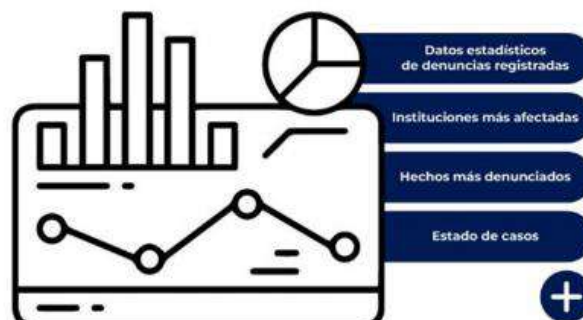 Datos estadísticos
de denuncias registradas
Instituciones más afectadas
Hechos más denunciados
Estado de casos